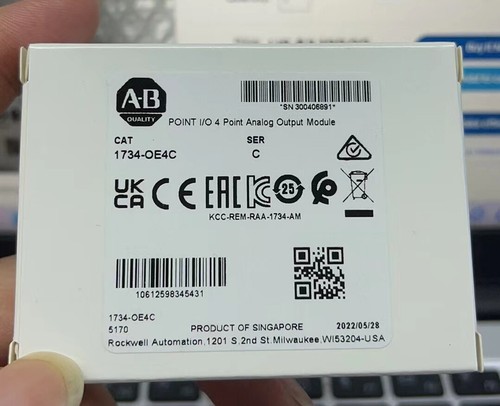 A-B
QUALITY
*SN 300406891*
POINT I/O 4 Point Analog Output Module
CAT
SER
1734-OE4C
C
UK
CA
CE
EAC
25
KCC-REM-RAA-1734-AM
10612598345431
1734-OE4C
5170
PRODUCT OF SINGAPORE
2022/05/28
Rockwell Automation,1201 S.2nd St.Milwaukee,WI53204-USA